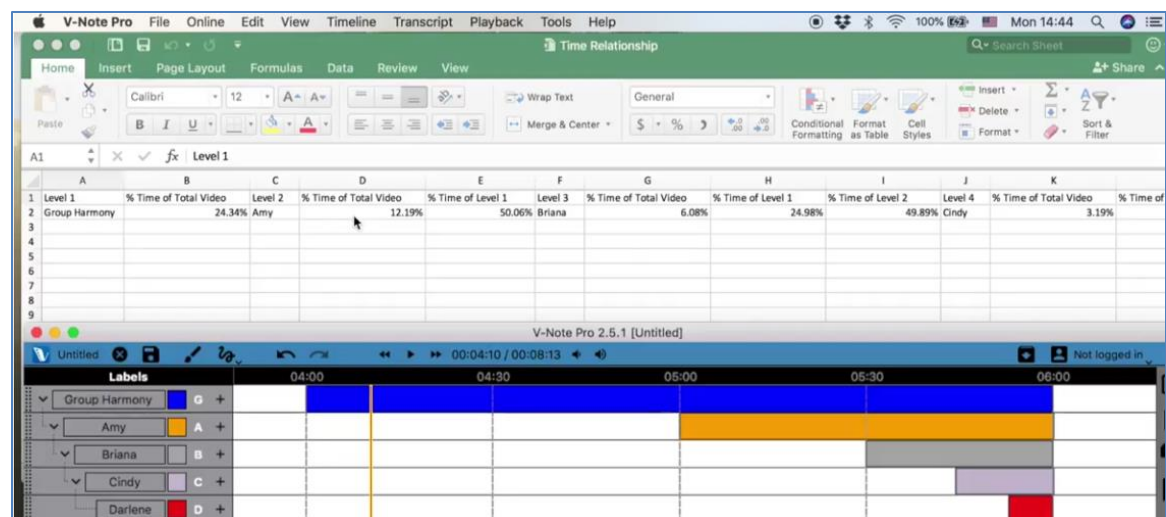 V-Note Pro File Online Edit View Timeline Transcript Playback Tools Help 100% Mon 14:44
Time Relationship Search Sheet
Home Insert Page Layout Formulas Data Review View Share
Calibri 12 A A Wrap Text General Insert Σ
Paste B I U A Merge & Center $ % Conditional Formatting Format as Table Cell Styles Delete Format Sort & Filter
A1 fx Level 1
A B C D E F G H I J K
1 Level 1 % Time of Total Video Level 2 % Time of Total Video % Time of Level 1 Level 3 % Time of Total Video % Time of Level 1 % Time of Level 2 Level 4 % Time of Total Video % Time of
2 Group Harmony 24.34% Amy 12.19% 50.06% Briana 6.08% 24.98% 49.89% Cindy 3.19%
3
4
5
6
7
8
9
V-Note Pro 2.5.1 [Untitled]
Untitled 00:04:10 / 00:08:13 Not logged in
Labels 04:00 04:30 05:00 05:30 06:00
Group Harmony G +
Amy A +
Briana B +
Cindy C +
Darlene D +